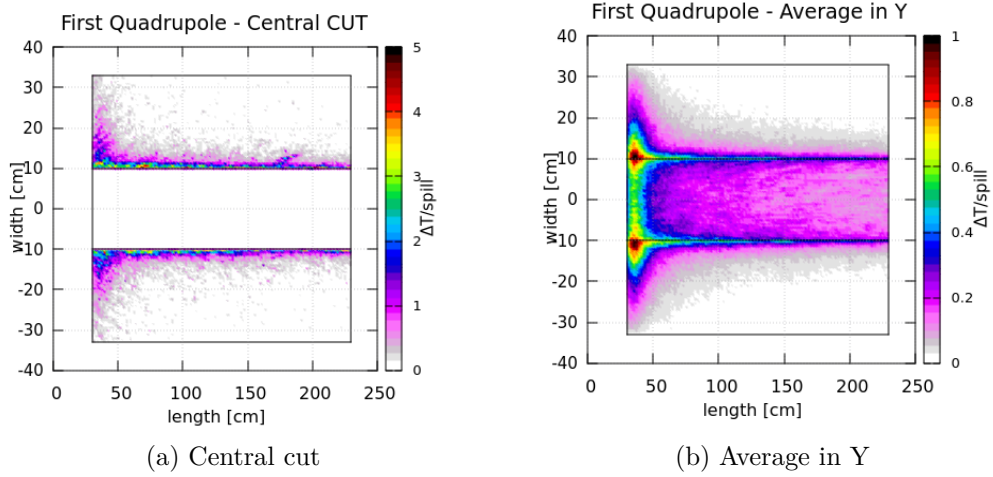 First Quadrupole - Central CUT
40
30
20
10
0
-10
-20
-30
-40
width [cm]
0 50 100 150 200 250
length [cm]
5
4
3
2
1
0
ΔT/spill
(a) Central cut
First Quadrupole - Average in Y
40
30
20
10
0
-10
-20
-30
-40
width [cm]
0 50 100 150 200 250
length [cm]
1
0.8
0.6
0.4
0.2
0
ΔT/spill
(b) Average in Y